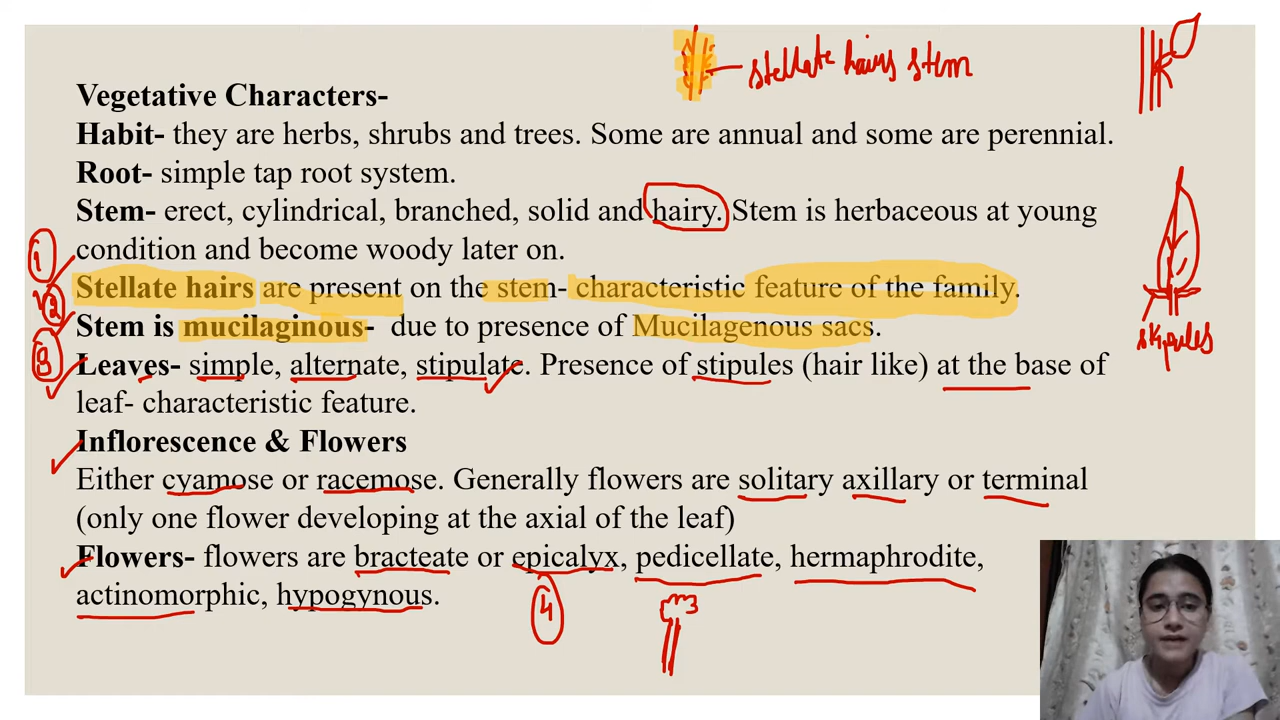 stellate hairs stem
Vegetative Characters-
Habit- they are herbs, shrubs and trees. Some are annual and some are perennial.
Root- simple tap root system.
Stem- erect, cylindrical, branched, solid and hairy. Stem is herbaceous at young
condition and become woody later on.
1
Stellate hairs are present on the stem- characteristic feature of the family.
2
Stem is mucilaginous- due to presence of Mucilagenous sacs.
stipules
3
Leaves- simple, alternate, stipulate. Presence of stipules (hair like) at the base of
leaf- characteristic feature.
Inflorescence & Flowers
Either cyamose or racemose. Generally flowers are solitary axillary or terminal
(only one flower developing at the axial of the leaf)
Flowers- flowers are bracteate or epicalyx, pedicellate, hermaphrodite,
actinomorphic, hypogynous.
4